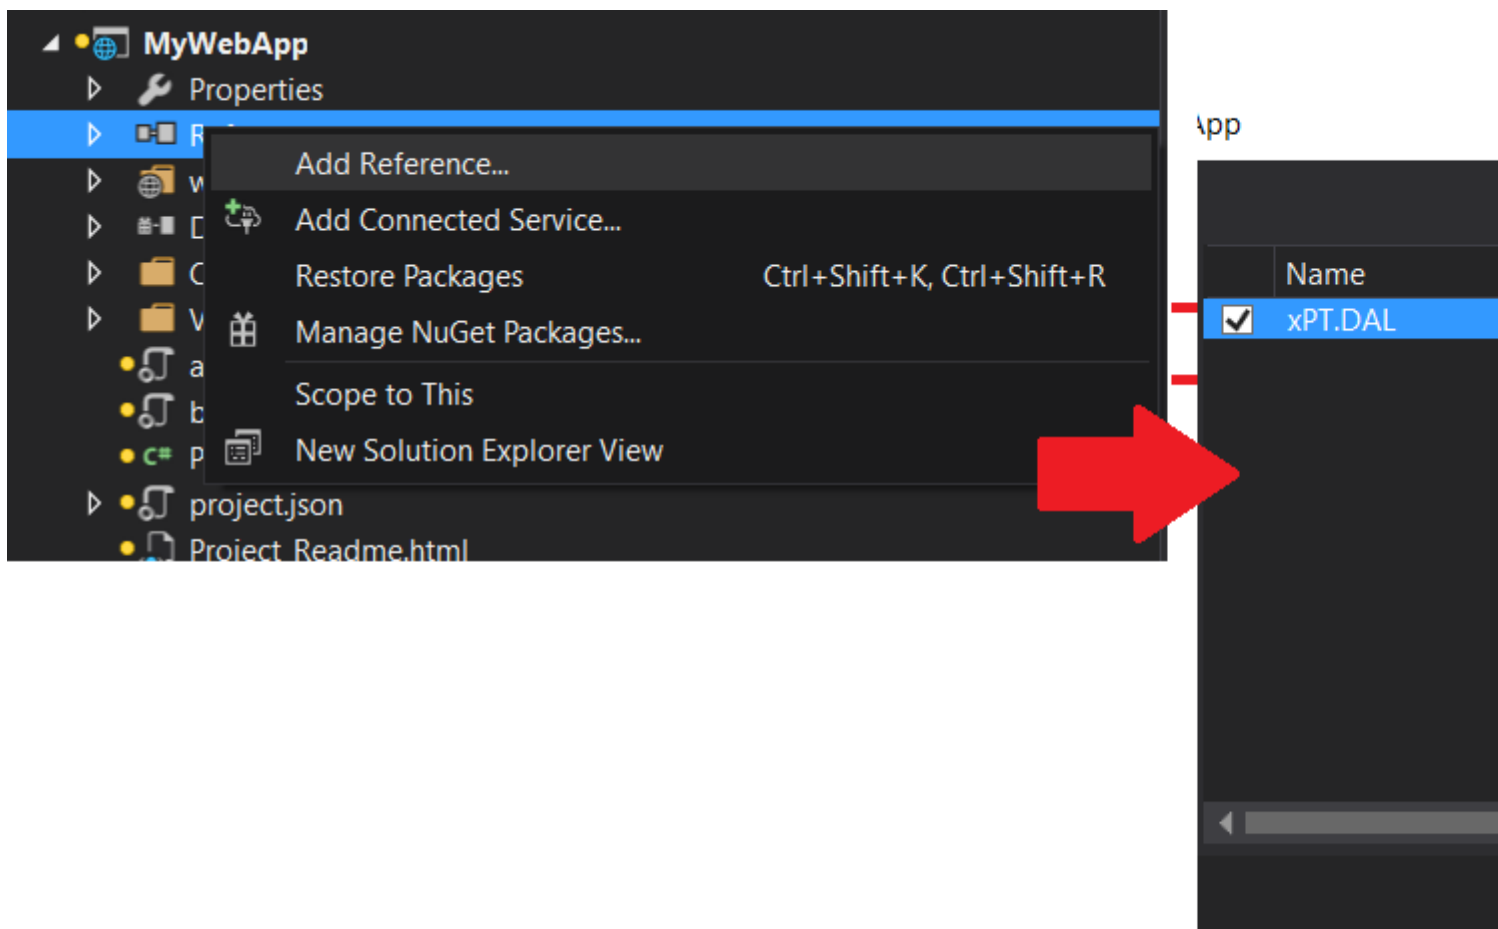 MyWebApp
Properties
R
Add Reference...
w
Add Connected Service...
D
Restore Packages Ctrl+Shift+K, Ctrl+Shift+R
C
Manage NuGet Packages...
V
a
Scope to This
b
New Solution Explorer View
C# P
project.json
Project_Readme.html
App
Name
xPT.DAL